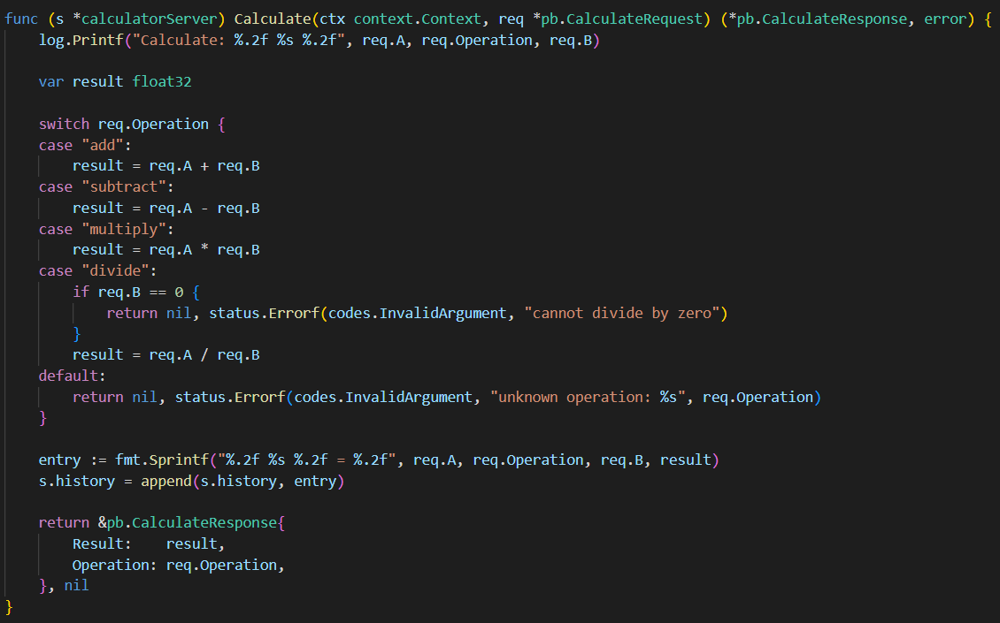 func (s *calculatorServer) Calculate(ctx context.Context, req *pb.CalculateRequest) (*pb.CalculateResponse, error) {
    log.Printf("Calculate: %.2f %s %.2f", req.A, req.Operation, req.B)

    var result float32

    switch req.Operation {
    case "add":
        result = req.A + req.B
    case "subtract":
        result = req.A - req.B
    case "multiply":
        result = req.A * req.B
    case "divide":
        if req.B == 0 {
            return nil, status.Errorf(codes.InvalidArgument, "cannot divide by zero")
        }
        result = req.A / req.B
    default:
        return nil, status.Errorf(codes.InvalidArgument, "unknown operation: %s", req.Operation)
    }

    entry := fmt.Sprintf("%.2f %s %.2f = %.2f", req.A, req.Operation, req.B, result)
    s.history = append(s.history, entry)

    return &pb.CalculateResponse{
        Result:    result,
        Operation: req.Operation,
    }, nil
}